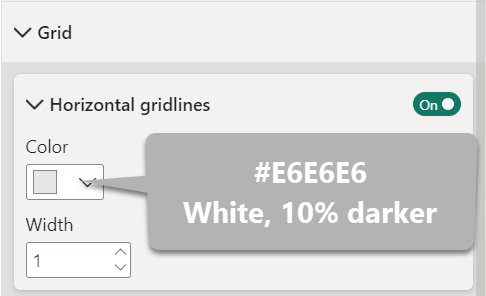 Grid
Horizontal gridlines
On
Color
#E6E6E6
White, 10% darker
Width
1